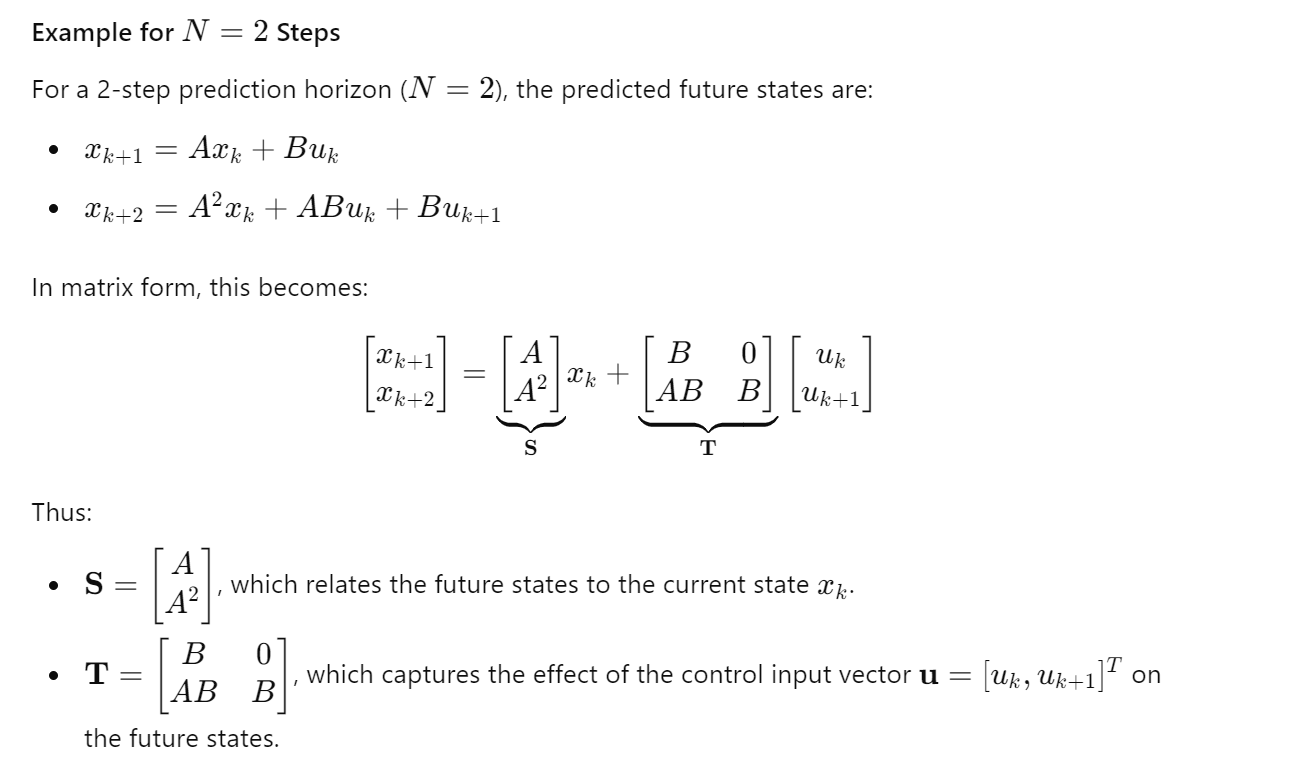 Example for $N = 2$ Steps
For a 2-step prediction horizon ($N = 2$), the predicted future states are:
• $x_{k+1} = Ax_k + Bu_k$
• $x_{k+2} = A^2x_k + ABu_k + Bu_{k+1}$
In matrix form, this becomes:
$\begin{bmatrix} x_{k+1} \\ x_{k+2} \end{bmatrix} = \underbrace{\begin{bmatrix} A \\ A^2 \end{bmatrix}}_{\mathbf{S}} x_k + \underbrace{\begin{bmatrix} B & 0 \\ AB & B \end{bmatrix}}_{\mathbf{T}} \begin{bmatrix} u_k \\ u_{k+1} \end{bmatrix}$
Thus:
• $\mathbf{S} = \begin{bmatrix} A \\ A^2 \end{bmatrix}$, which relates the future states to the current state $x_k$.
• $\mathbf{T} = \begin{bmatrix} B & 0 \\ AB & B \end{bmatrix}$, which captures the effect of the control input vector $\mathbf{u} = [u_k, u_{k+1}]^T$ on
the future states.